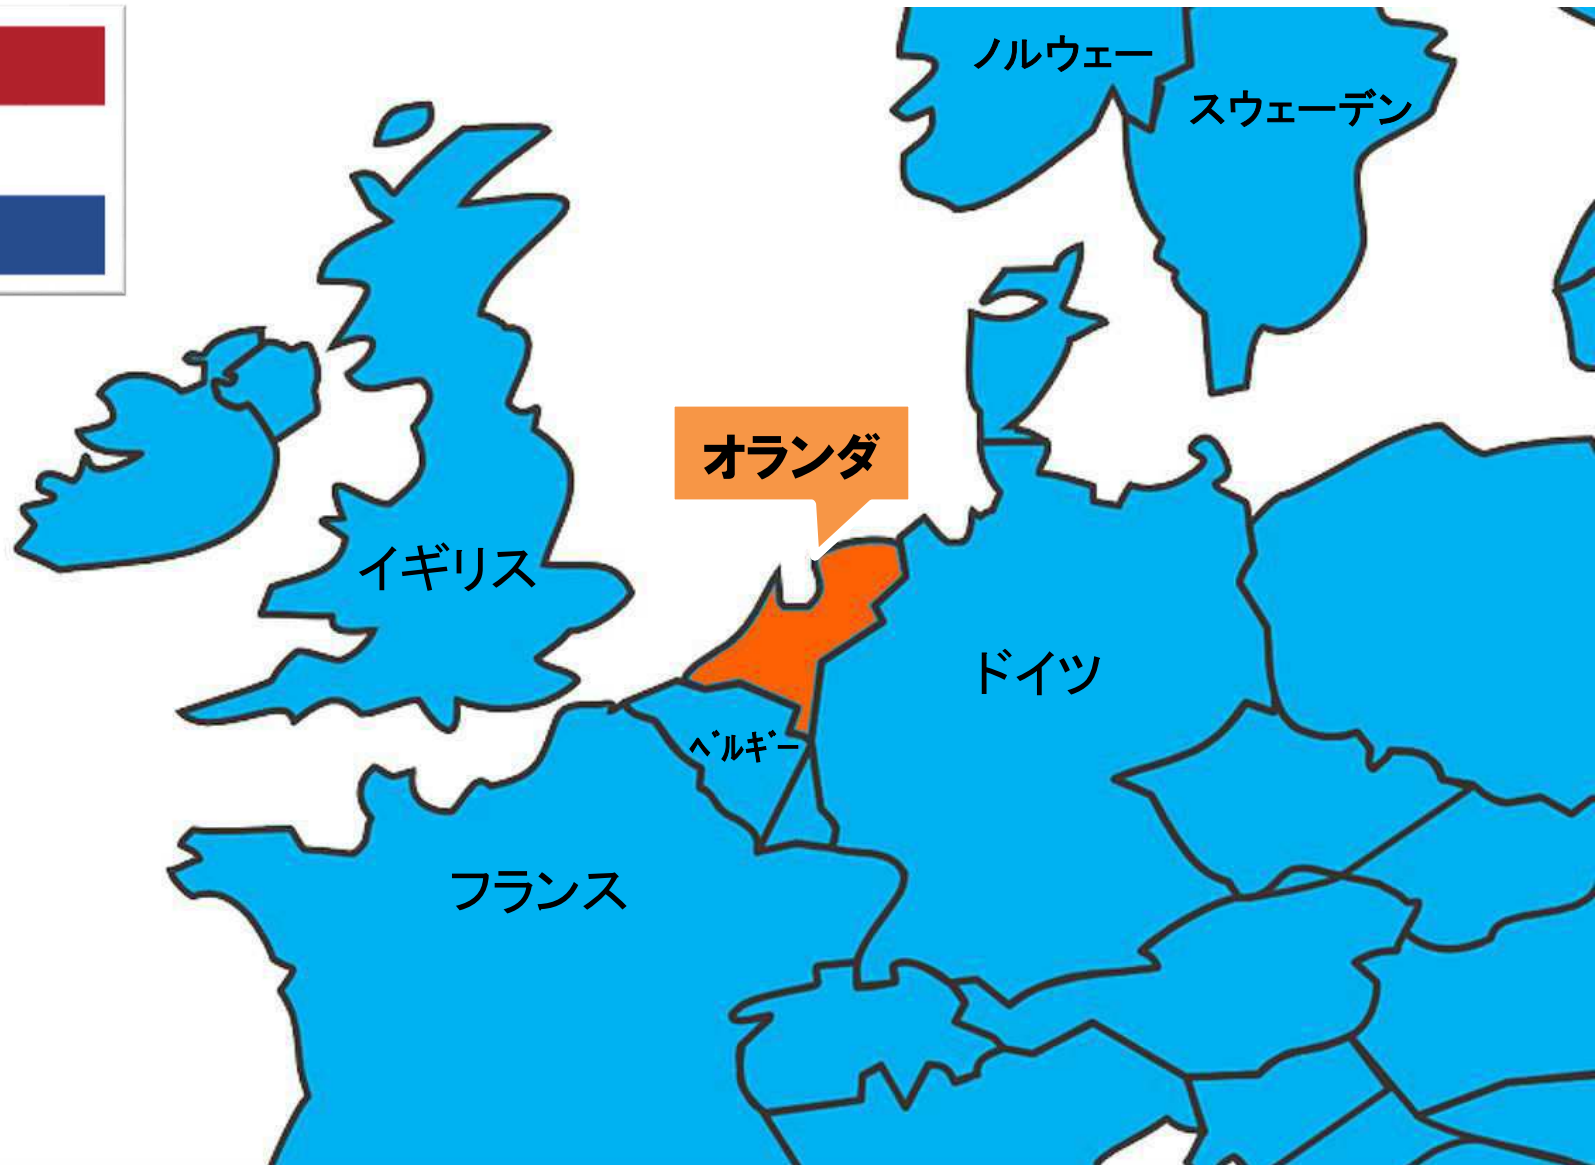 ノルウェー
スウェーデン
オランダ
イギリス
ドイツ
ベルギー
フランス